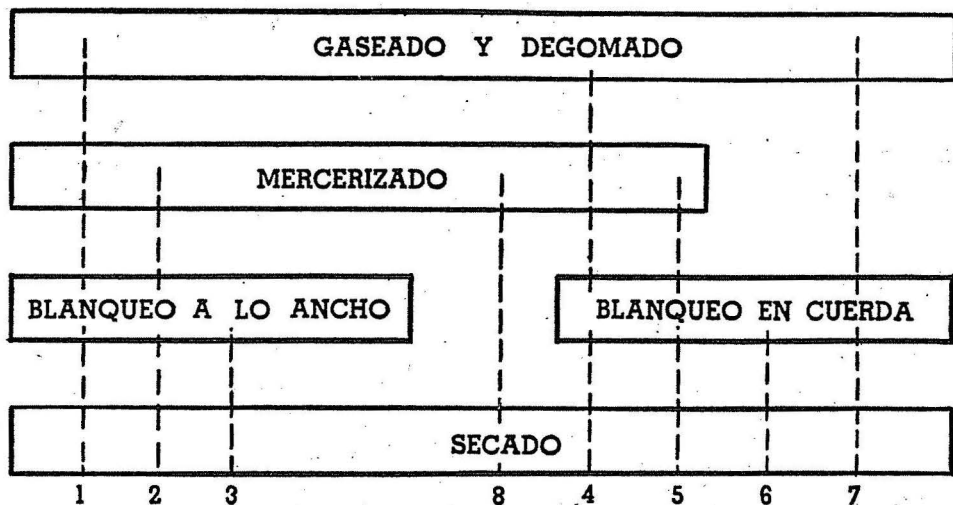 GASEADO Y DEGOMADO
MERCERIZADO
BLANQUEO A LO ANCHO BLANQUEO EN CUERDA
SECADO
1 2 3 8 4 5 6 7